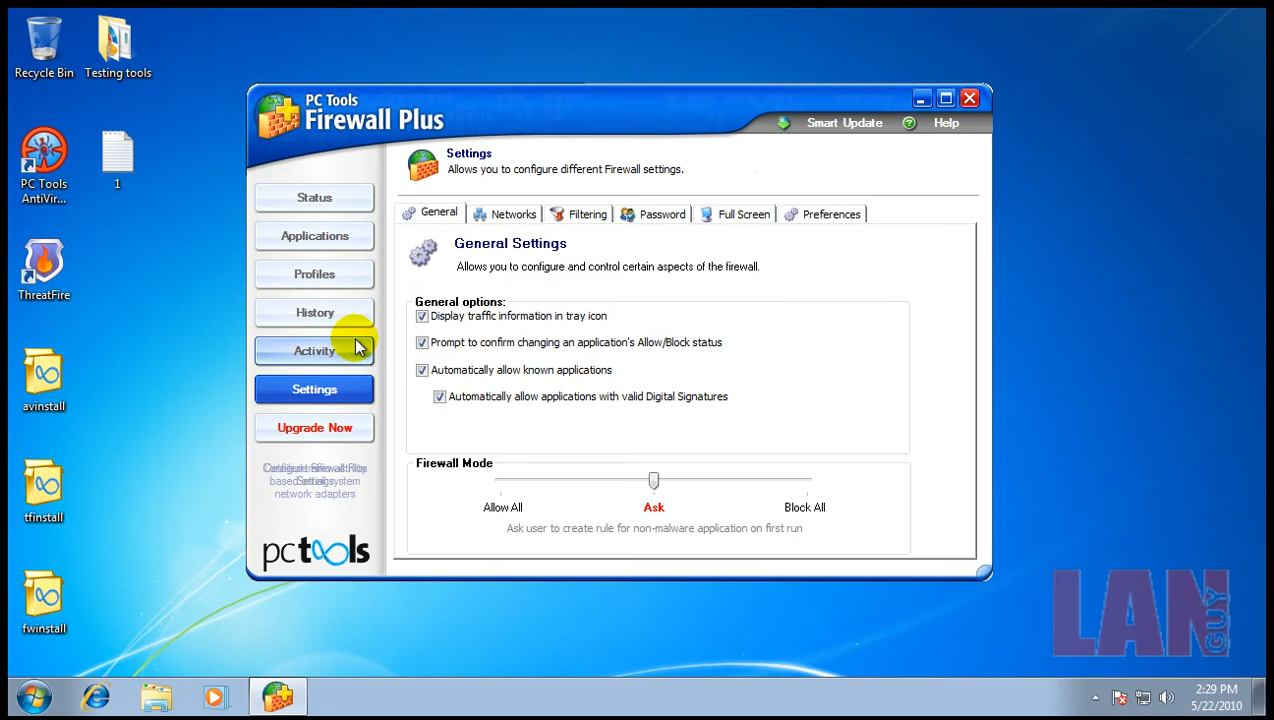 Recycle Bin
Testing tools
PC Tools
AntiVir...
1
ThreatFire
avinstall
tfinstall
fwinstall
PC Tools
Firewall Plus
Smart Update
Help
Status
Applications
Profiles
History
Activity
Settings
Upgrade Now
network adapters
pctools
Settings
Allows you to configure different Firewall settings.
General
Networks
Filtering
Password
Full Screen
Preferences
General Settings
Allows you to configure and control certain aspects of the firewall.
General options:
Display traffic information in tray icon
Prompt to confirm changing an application's Allow/Block status
Automatically allow known applications
Automatically allow applications with valid Digital Signatures
Firewall Mode
Allow All
Ask
Block All
Ask user to create rule for non-malware application on first run
LAN
GUY
2:29 PM
5/22/2010